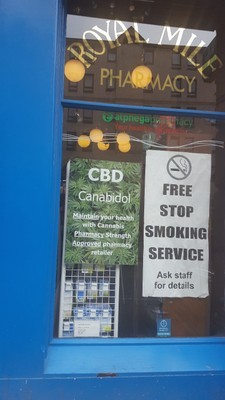 ROYAL MILE
PHARMACY
CBD
Canabidol
Maintain your health
with Cannabis
Pharmacy Strength
Approved pharmacy
retailer
FREE
STOP
SMOKING
SERVICE
Ask staff
for details